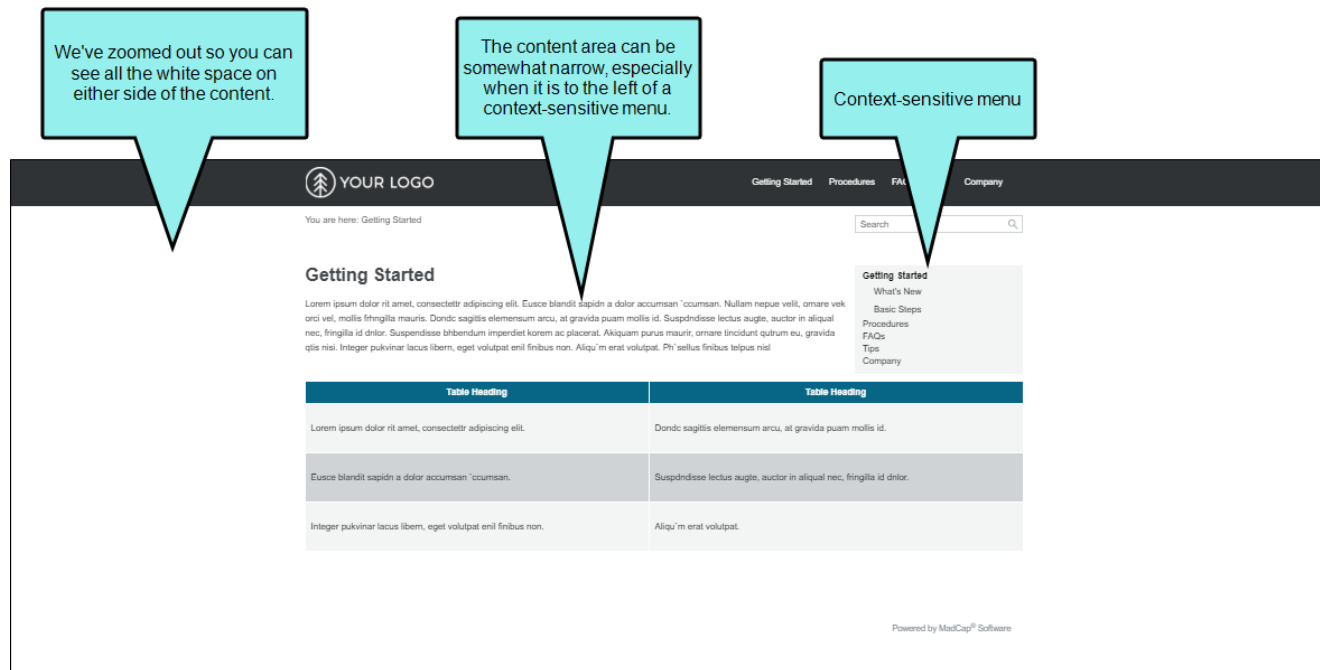 We've zoomed out so you can
see all the white space on
either side of the content.
The content area can be
somewhat narrow, especially
when it is to the left of a
context-sensitive menu.
Context-sensitive menu
YOUR LOGO
Getting Started Procedures Company
You are here: Getting Started
Search
Getting Started
Lorem ipsum dolor rit amet, consectettr adipiscing elit. Eusce blandit sapidn a dolor accumsan `ccumsan. Nullam nepue velit, omare vek
orci vel, mollis frhngilla mauris. Dondc sagittis elemensum arcu, at gravida puam mollis id. Suspdndisse lectus augte, auctor in aliqual
nec, fringilla id dnlor. Suspendisse bhbendum imperdiet korem ac placerat. Akiquam purus maurir, ornare tincidunt qutrum eu, gravida
qtis nisi. Integer pukvinar lacus libern, eget volutpat enil finibus non. Aliqu`m erat volutpat. Ph`sellus finibus telpus nisl
Getting Started
What's New
Basic Steps
Procedures
FAQs
Tips
Company
Table Heading Table Heading
Lorem ipsum dolor rit amet, consectettr adipiscing elit. Dondc sagittis elemensum arcu, at gravida puam mollis id.
Eusce blandit sapidn a dolor accumsan `ccumsan. Suspdndisse lectus augte, auctor in aliqual nec, fringilla id dnlor.
Integer pukvinar lacus libern, eget volutpat enil finibus non. Aliqu`m erat volutpat.
Powered by MadCap® Software